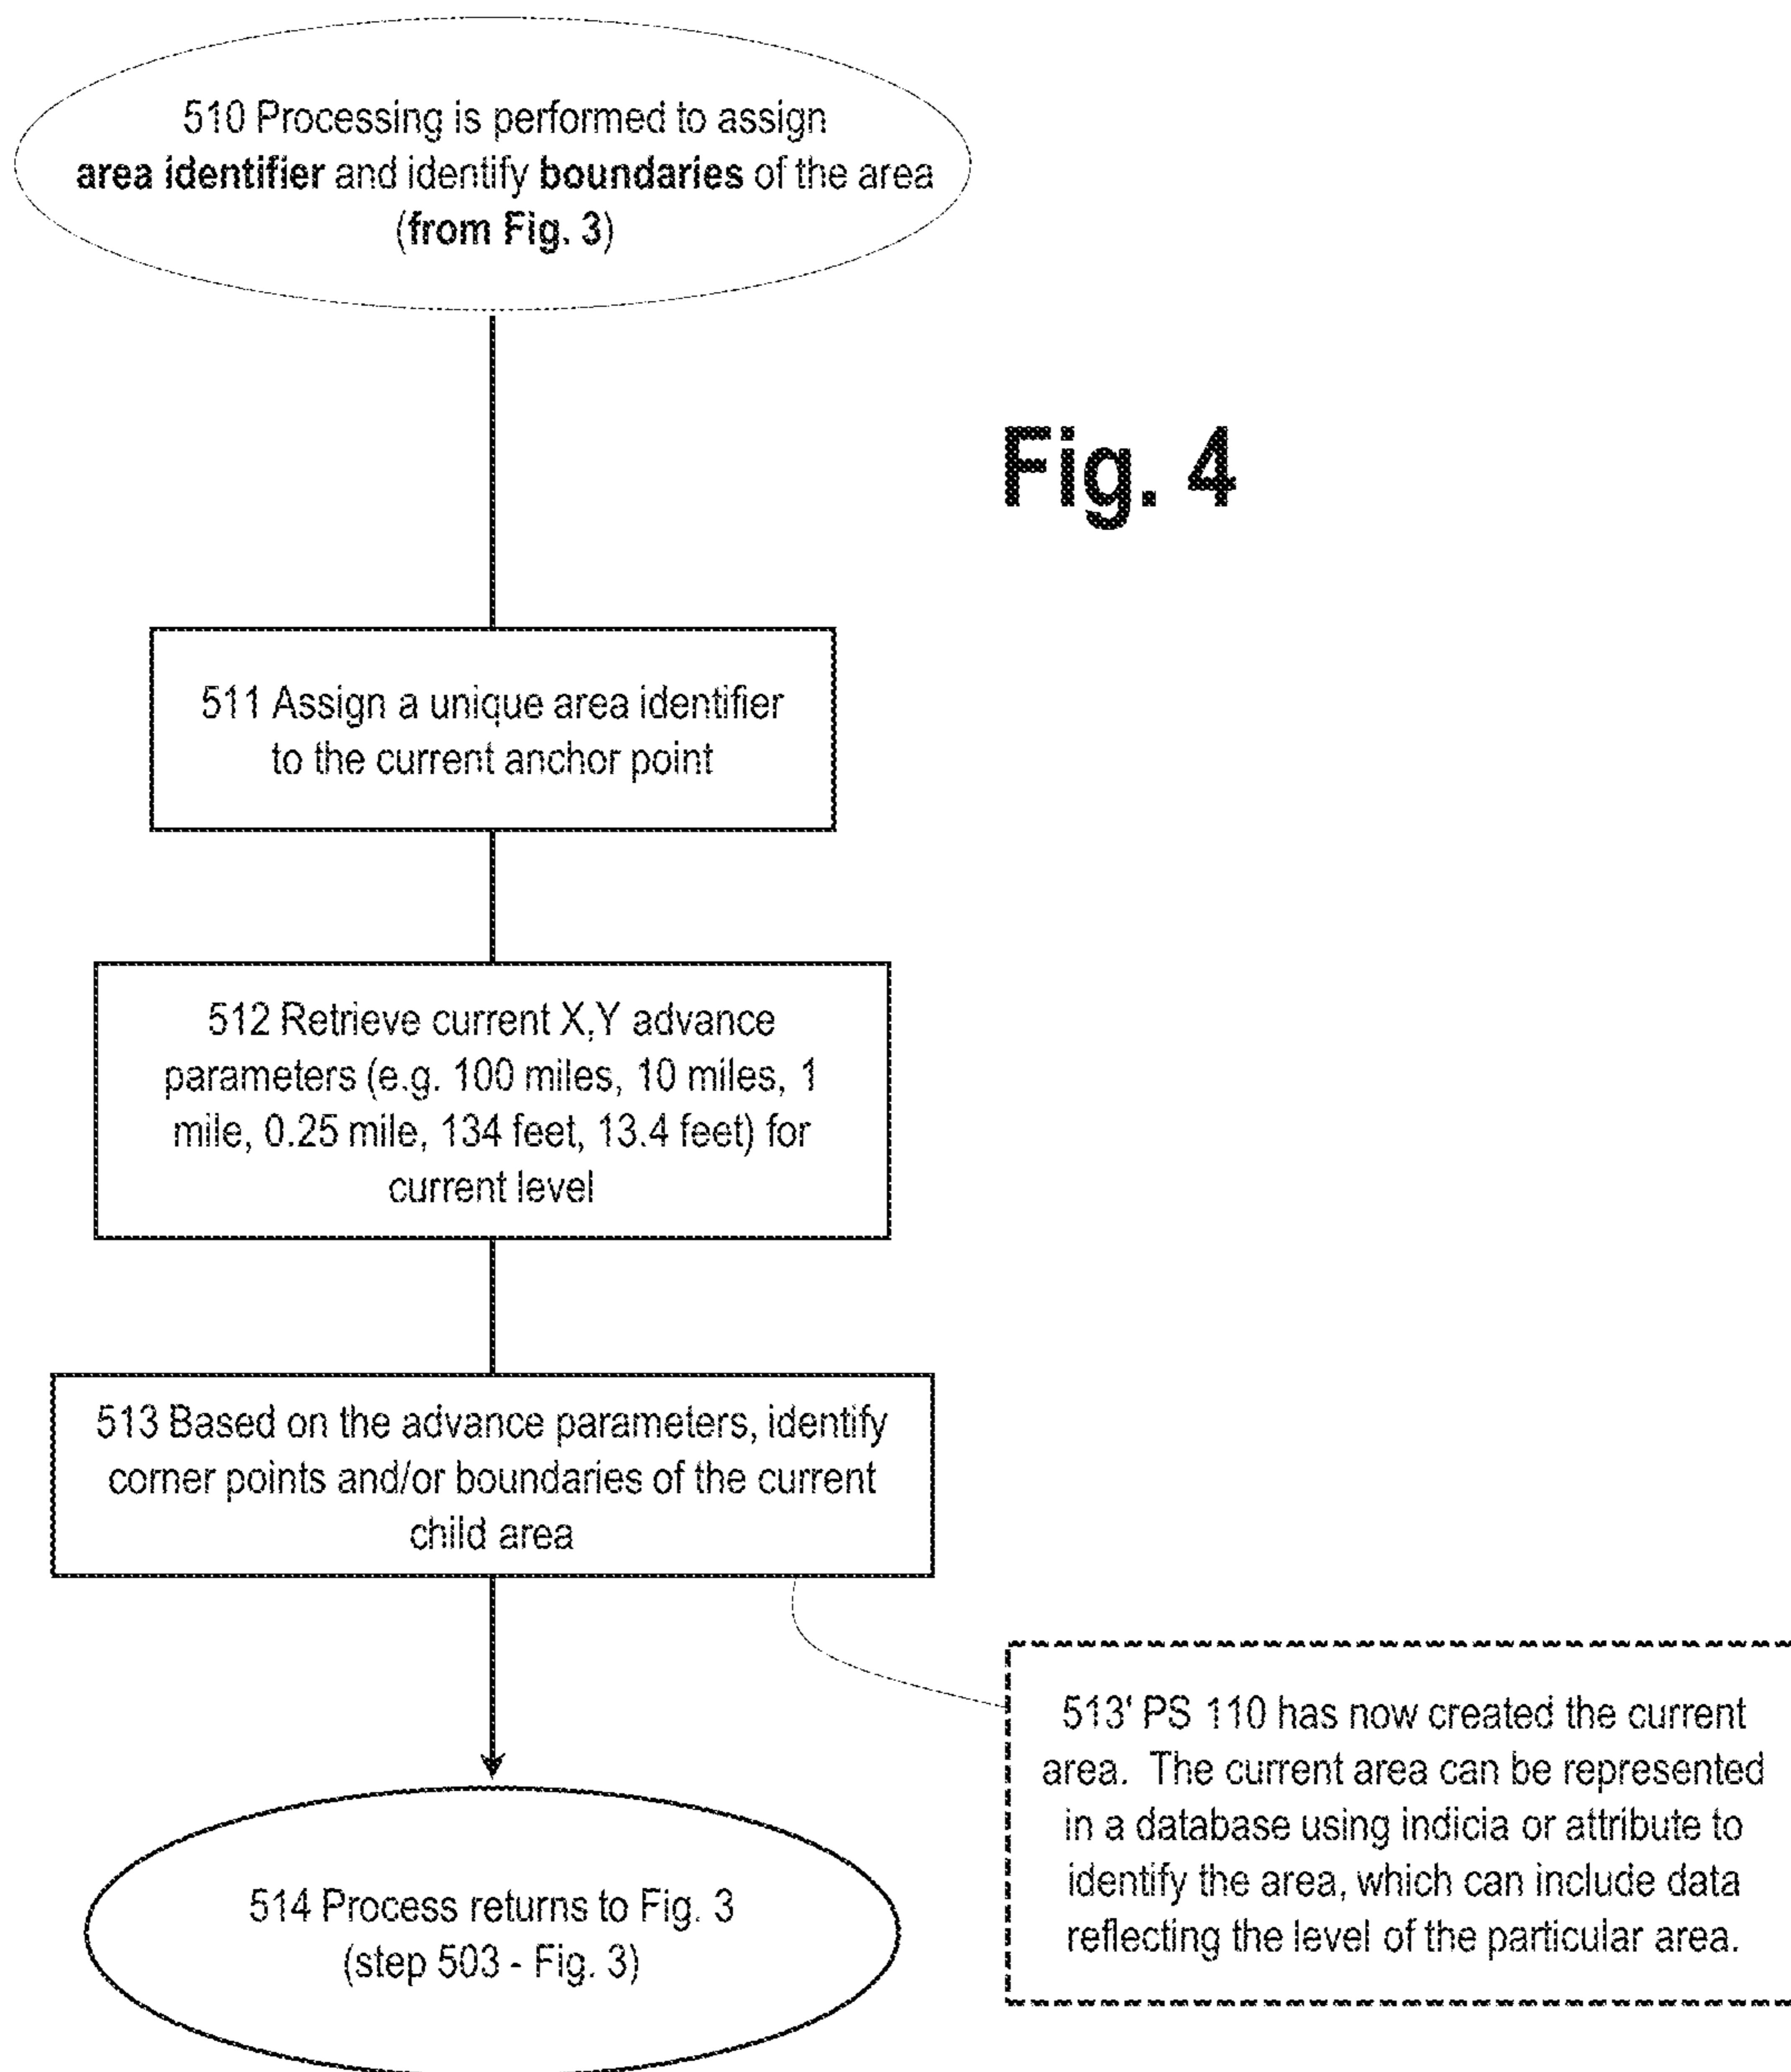 510 Processing is performed to assign
area identifier and identify boundaries of the area
(from Fig. 3)
Fig. 4
511 Assign a unique area identifier
to the current anchor point
512 Retrieve current X,Y advance
parameters (e.g. 100 miles, 10 miles, 1
mile, 0.25 mile, 134 feet, 13.4 feet) for
current level
513 Based on the advance parameters, identify
corner points and/or boundaries of the current
child area
513' PS 110 has now created the current
area. The current area can be represented
in a database using indicia or attribute to
identify the area, which can include data
reflecting the level of the particular area.
514 Process returns to Fig. 3
(step 503 - Fig. 3)